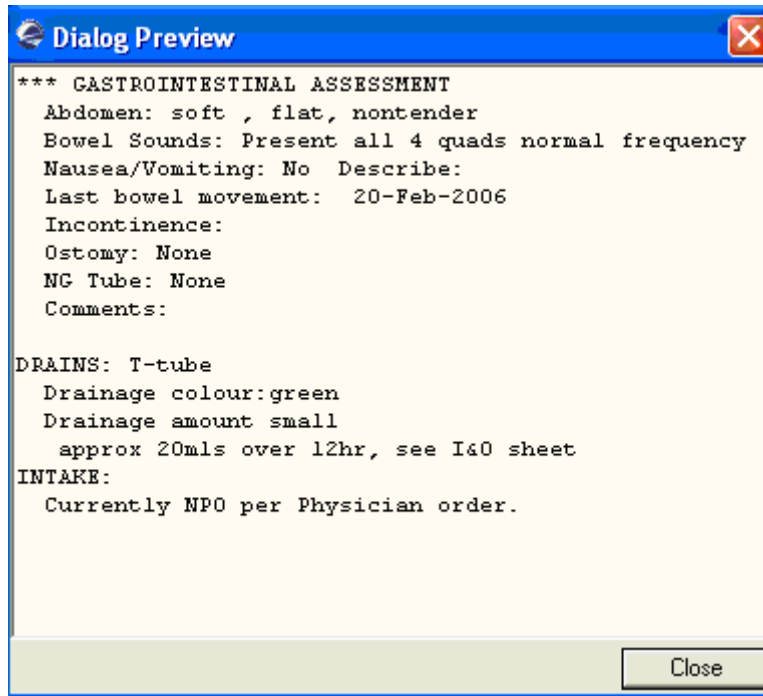 Dialog Preview
*** GASTROINTESTINAL ASSESSMENT
Abdomen: soft , flat, nontender
Bowel Sounds: Present all 4 quads normal frequency
Nausea/Vomiting: No  Describe:
Last bowel movement:  20-Feb-2006
Incontinence:
Ostomy: None
NG Tube: None
Comments:
DRAINS: T-tube
Drainage colour:green
Drainage amount small
approx 20mls over 12hr, see I&O sheet
INTAKE:
Currently NPO per Physician order.
Close